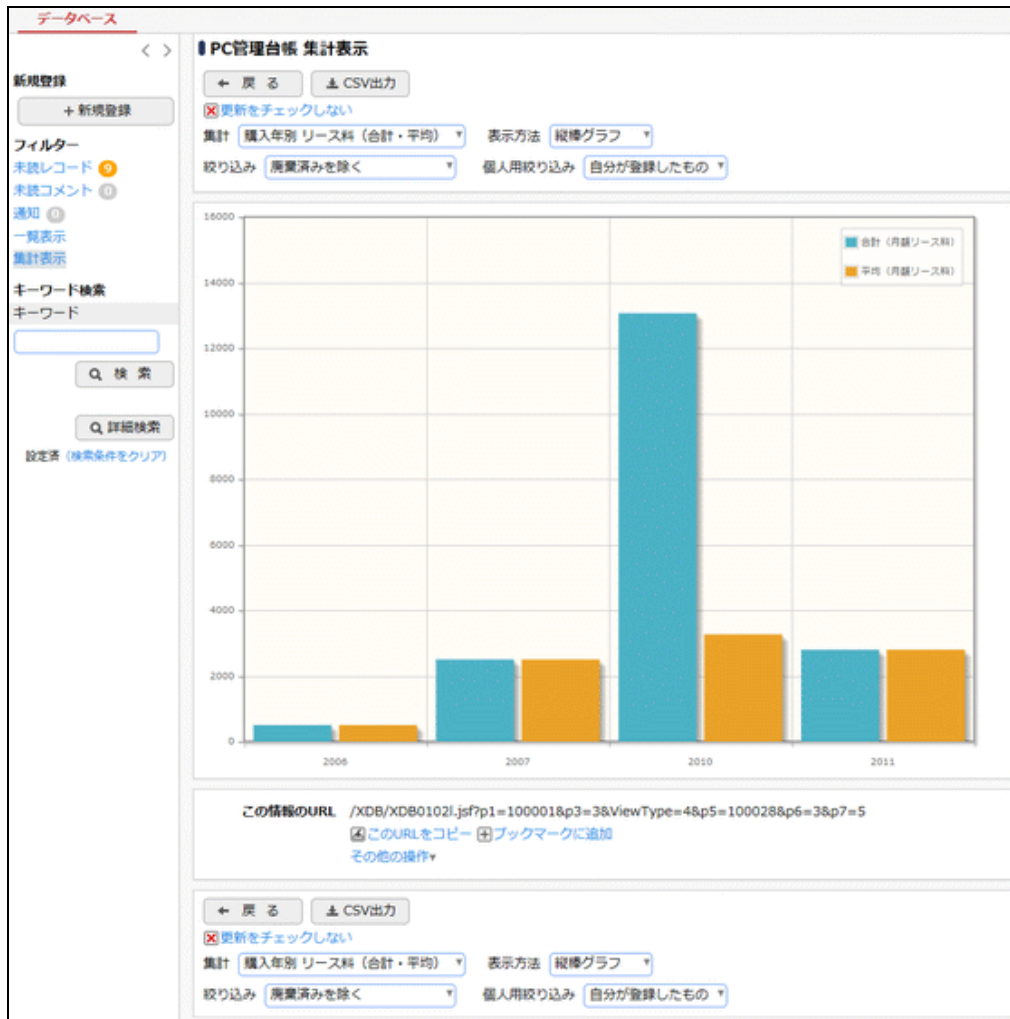 データベース
< >
新規登録
+新規登録
フィルター
未読レコード 9
未読コメント 0
通知 0
一覧表示
集計表示
キーワード検索
キーワード
検 索
詳細検索
設定済 (検索条件をクリア)
PC管理台帳 集計表示
戻 る CSV出力
更新をチェックしない
集計 購入年別 リース料（合計・平均） 表示方法 縦棒グラフ
絞り込み 廃棄済みを除く 個人用絞り込み 自分が登録したもの
16000
14000
12000
10000
8000
6000
4000
2000
0
合計（月額リース料）
平均（月額リース料）
2006 2007 2010 2011
この情報のURL /XDB/XDB0102l.jsf?p1=100001&p3=3&ViewType=4&p5=100028&p6=3&p7=5
このURLをコピー ブックマークに追加
その他の操作▾
戻 る CSV出力
更新をチェックしない
集計 購入年別 リース料（合計・平均） 表示方法 縦棒グラフ
絞り込み 廃棄済みを除く 個人用絞り込み 自分が登録したもの